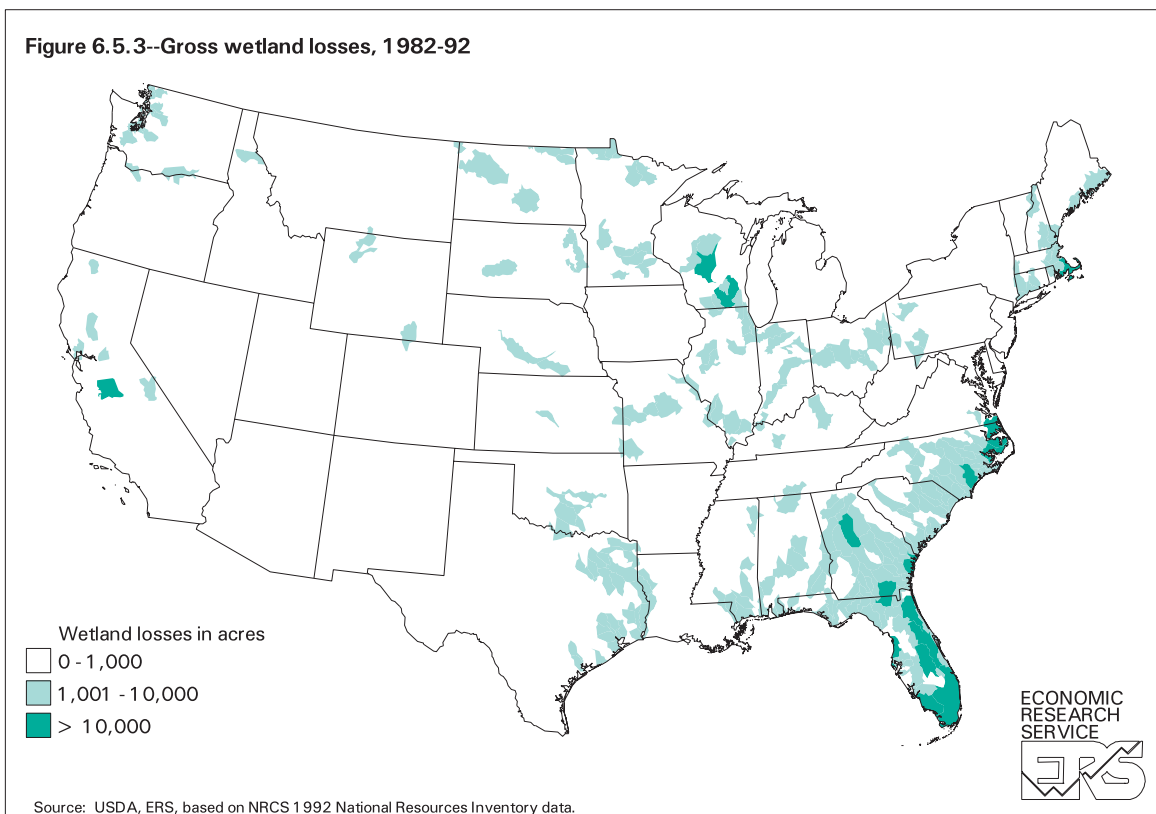 Figure 6.5.3--Gross wetland losses, 1982-92
Wetland losses in acres
0 - 1,000
1,001 - 10,000
> 10,000
ECONOMIC
RESEARCH
SERVICE
ERS
Source: USDA, ERS, based on NRCS 1992 National Resources Inventory data.